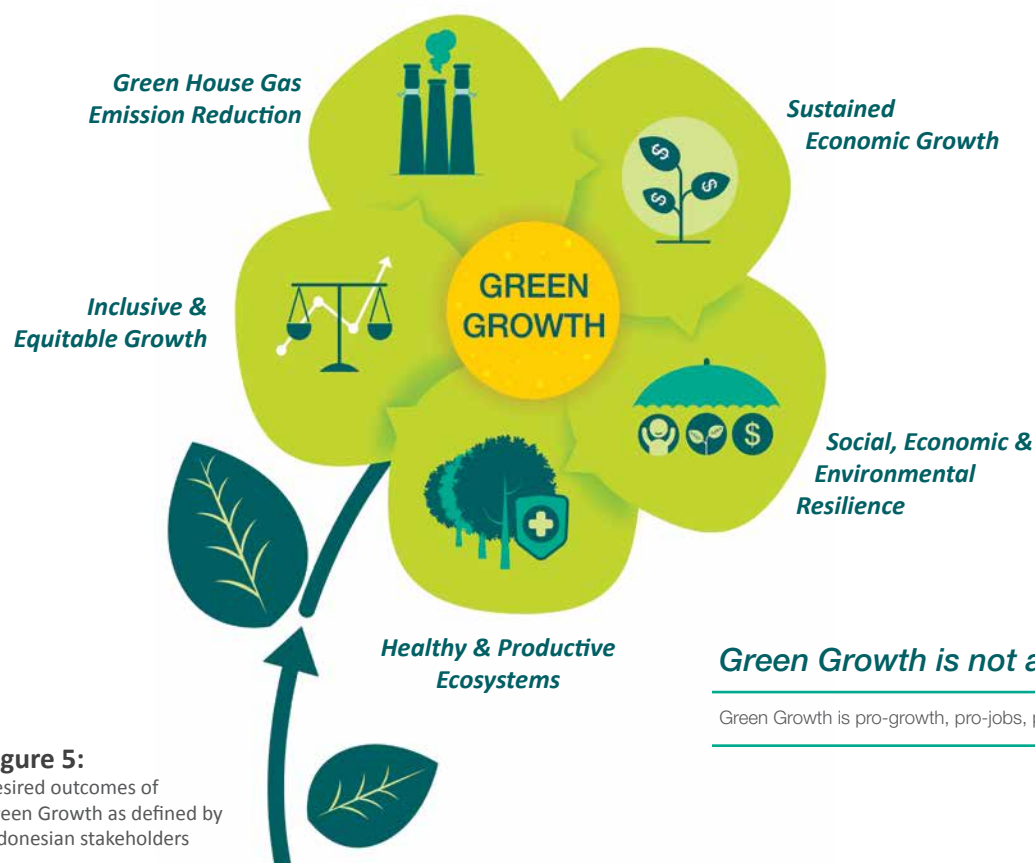 Green House Gas
Emission Reduction
Sustained
Economic Growth
GREEN
GROWTH
Inclusive &
Equitable Growth
Social, Economic &
Environmental
Resilience
Healthy & Productive
Ecosystems
Green Growth is not a
Green Growth is pro-growth, pro-jobs, p
gure 5:
esired outcomes of
een Growth as defined by
donesian stakeholders